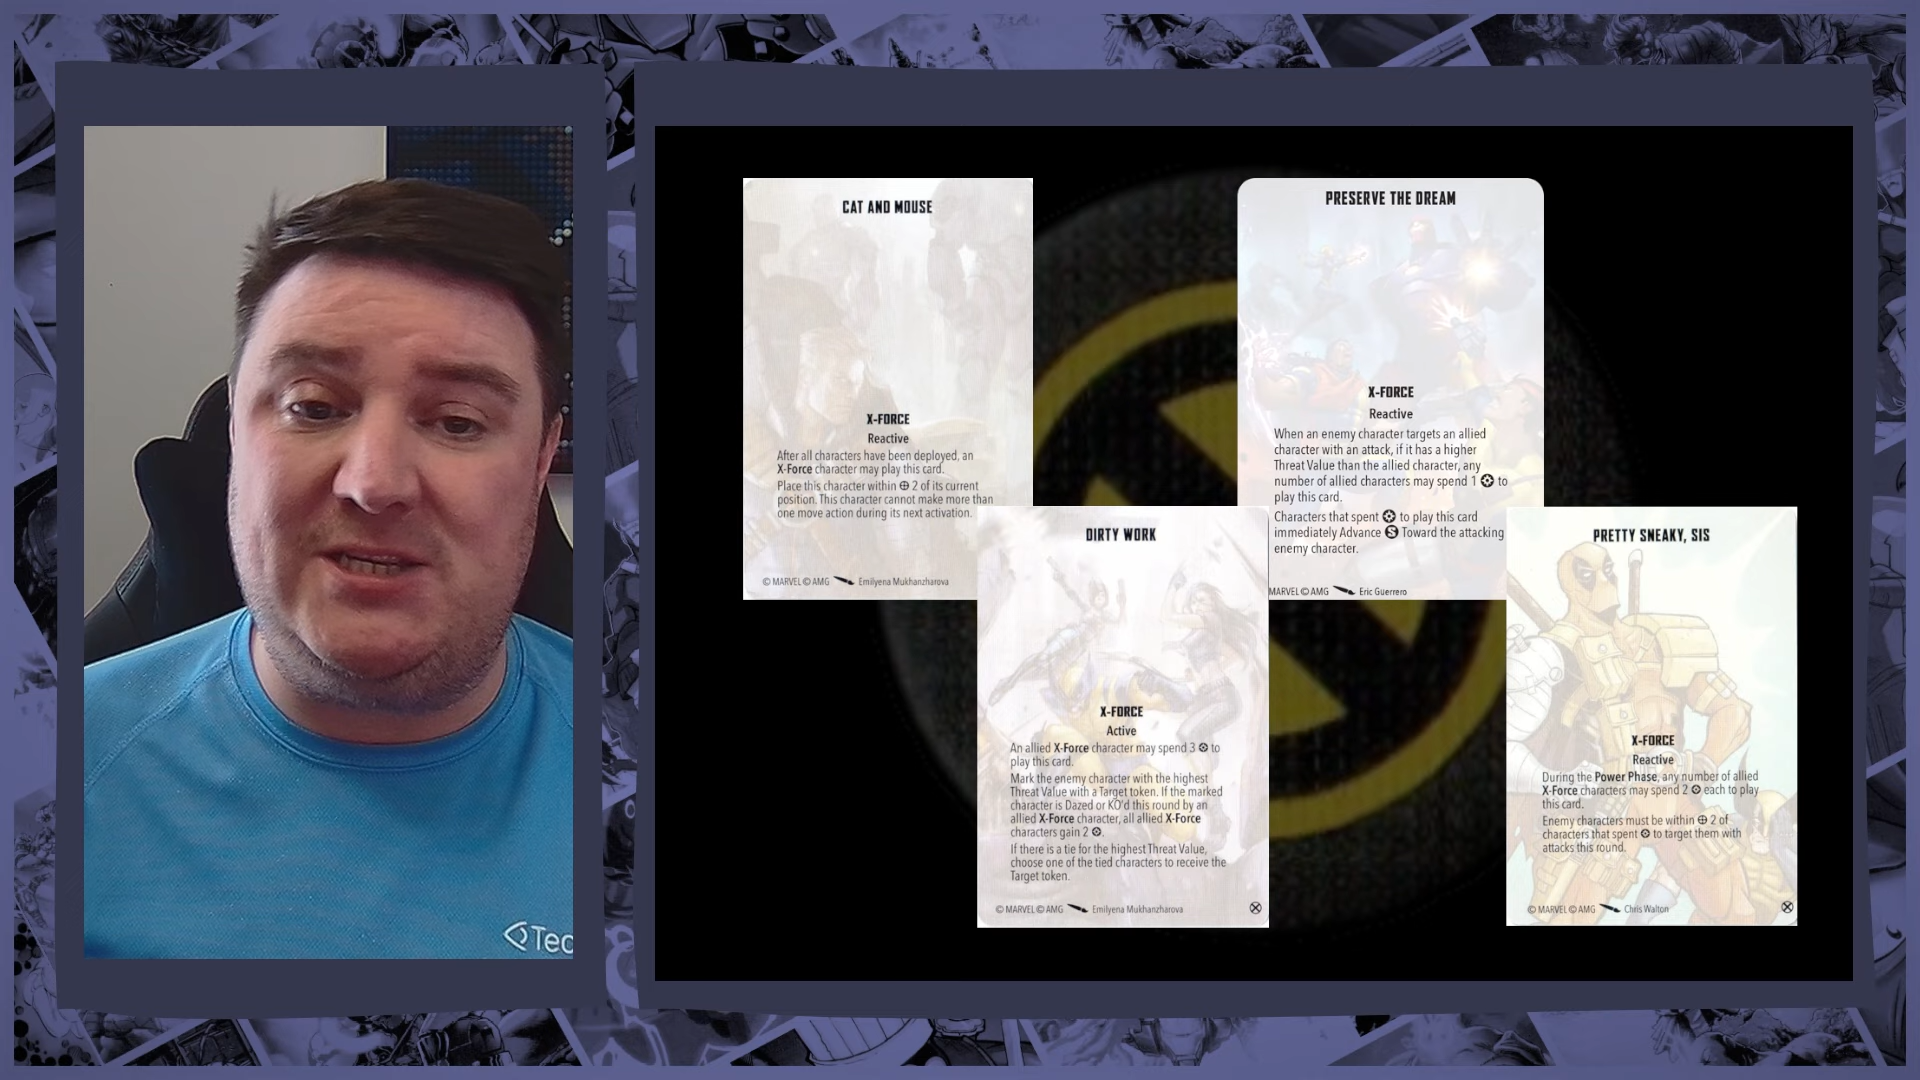 CAT AND MOUSE
X-FORCE
Reactive
After all characters have been deployed, an
X-Force character may play this card.
Place this character within 2 of its current
position. This character cannot make more than
one move action during its next activation.
© MARVEL © AMG Emilyena Mukhanzharova
PRESERVE THE DREAM
X-FORCE
Reactive
When an enemy character targets an allied
character with an attack, if it has a higher
Threat Value than the allied character, any
number of allied characters may spend 1 to
play this card.
Characters that spent to play this card
immediately Advance S Toward the attacking
enemy character.
MARVEL © AMG Eric Guerrero
DIRTY WORK
X-FORCE
Active
An allied X-Force character may spend 3 to
play this card.
Mark the enemy character with the highest
Threat Value with a Target token. If the marked
character is Dazed or KO'd this round by an
allied X-Force character, all allied X-Force
characters gain 2 .
If there is a tie for the highest Threat Value,
choose one of the tied characters to receive the
Target token.
© MARVEL © AMG Emilyena Mukhanzharova
PRETTY SNEAKY, SIS
X-FORCE
Reactive
During the Power Phase, any number of allied
X-Force characters may spend 2 each to play
this card.
Enemy characters must be within 2 of
characters that spent to target them with
attacks this round.
© MARVEL © AMG Chris Walton
Tec